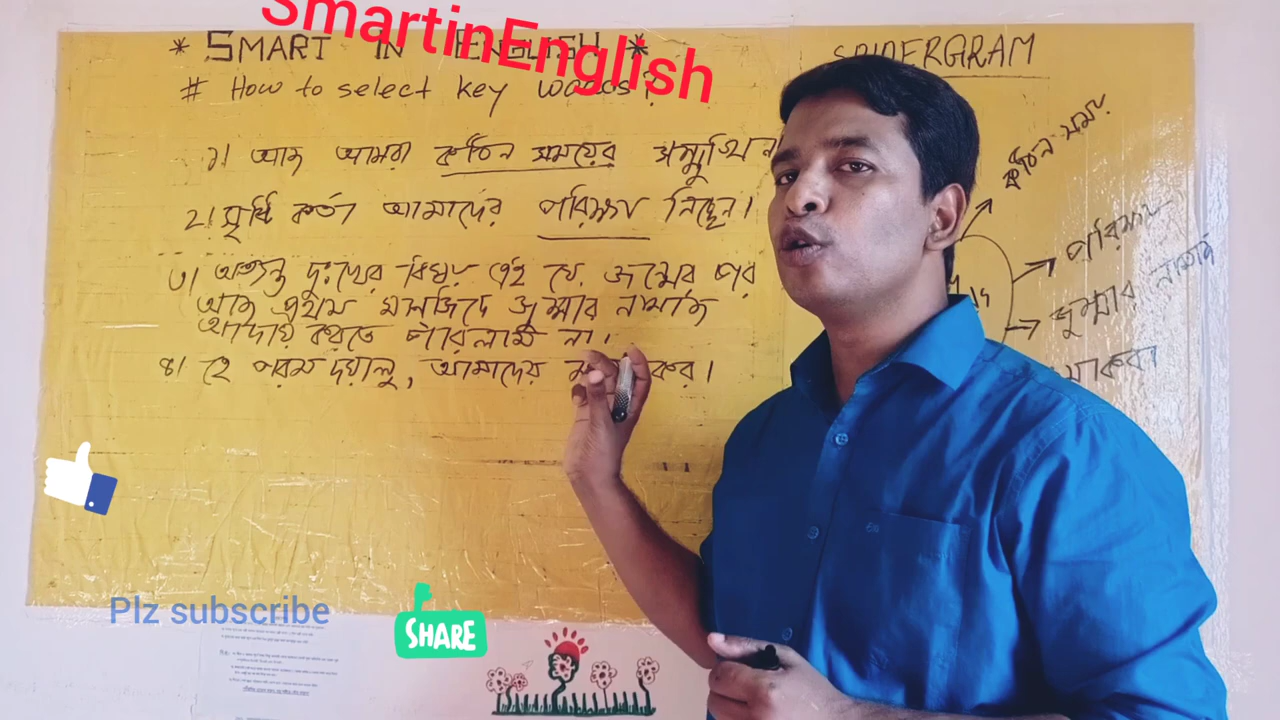 SmartinEnglish
* SMART IN ENGLISH *
# How to select key words?
১। আজ আমরা কঠিন সময়ের সম্মুখিন
২। সৃষ্টি কর্তা আমাদের পরিক্ষা নিচ্ছেন।
৩। অত্যন্ত দুঃখের বিষয় এই যে, জন্মের পর
আজ প্রথম মসজিদে জুম্মার নামাজ
আদায় করতে পারলাম না।
৪। হে পরম দয়ালু, আমাদের কর।
SPIDERGRAM
কঠিন সময়
পরিক্ষা
জুম্মার নামাজ
Plz subscribe
SHARE